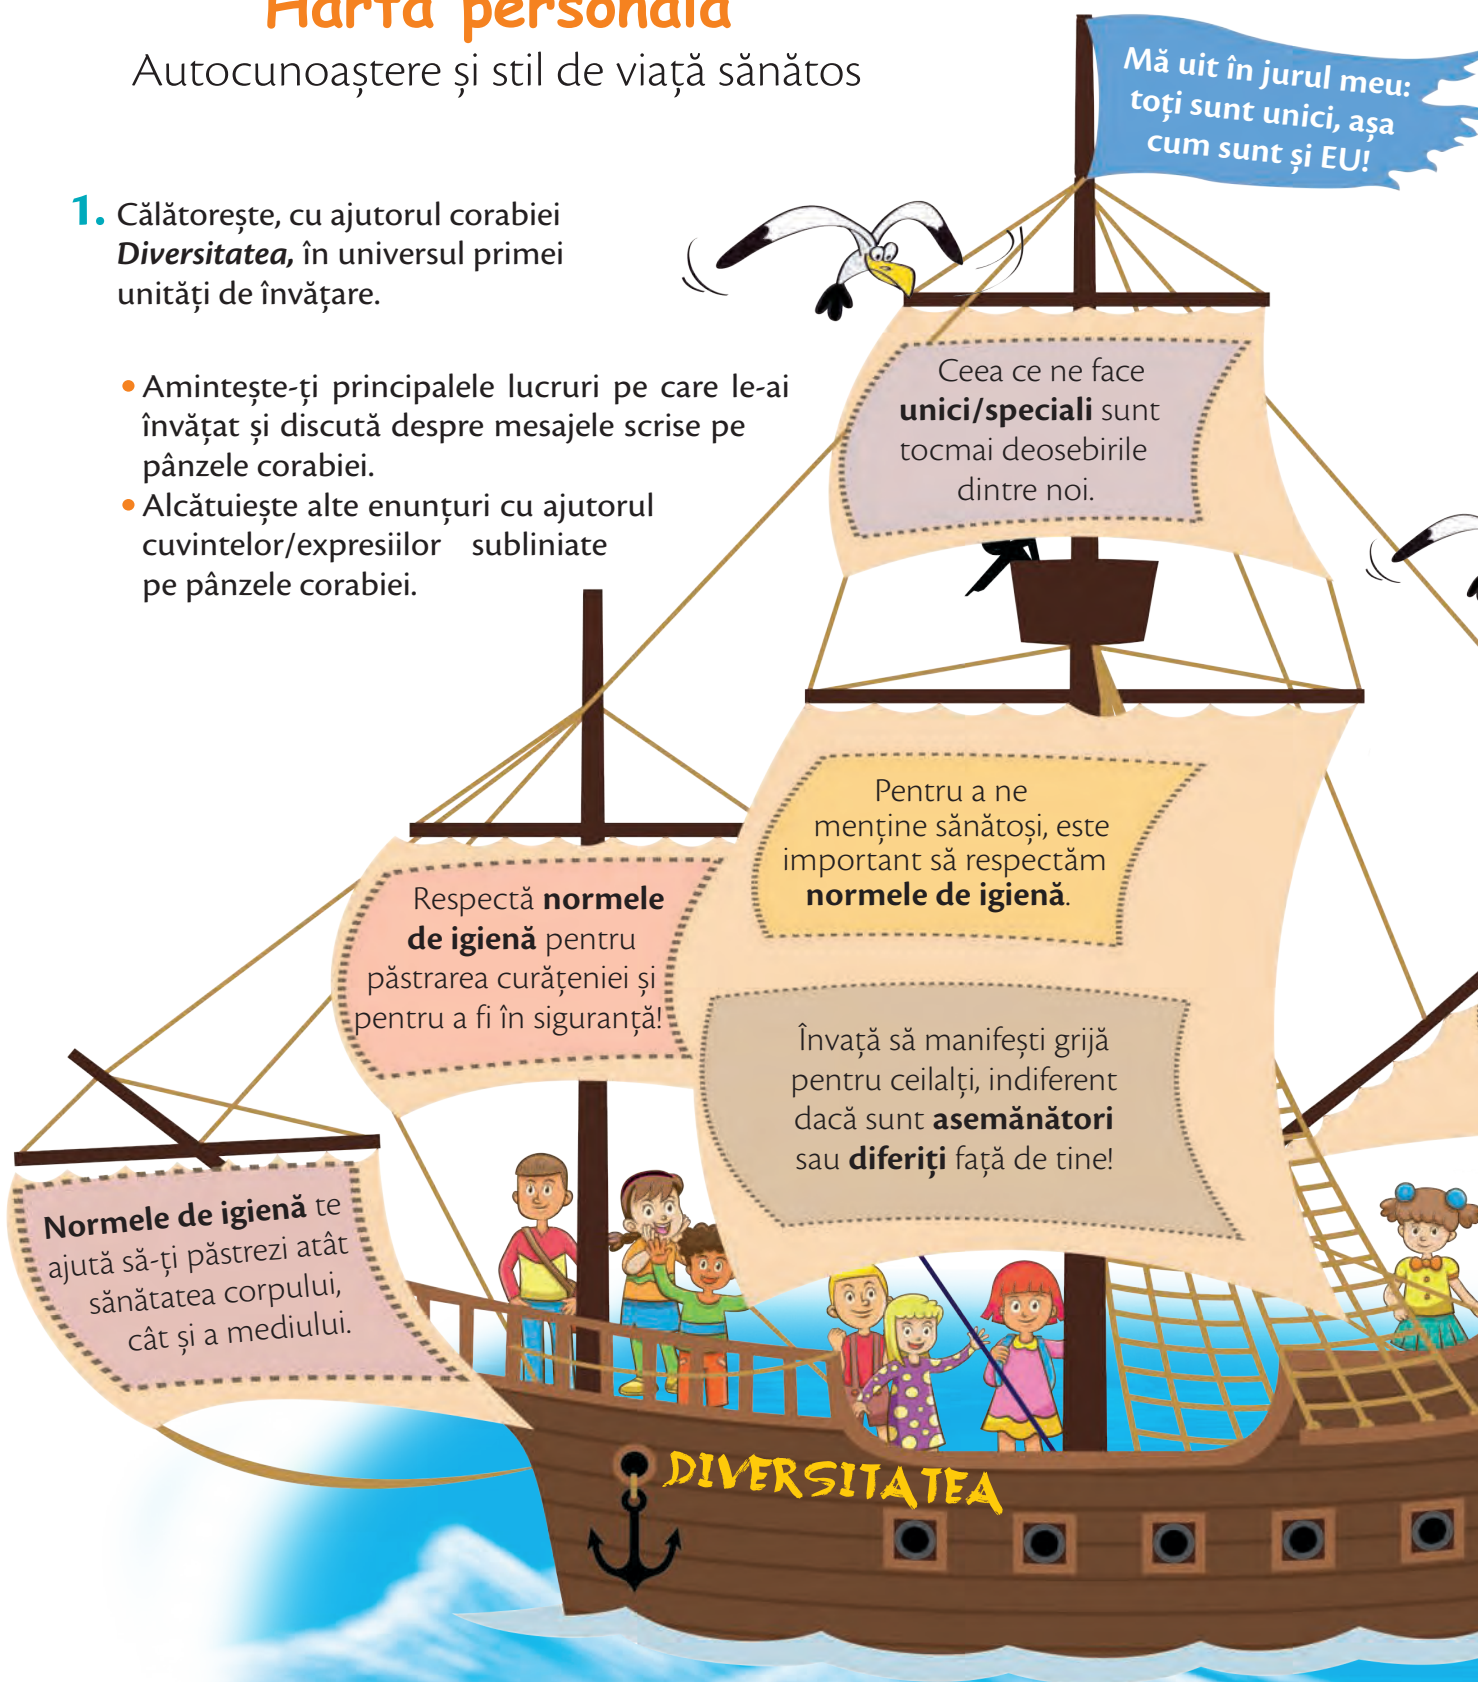 Harta personală
Autocunoaștere și stil de viață sănătos
Mă uit în jurul meu:
toți sunt unici, așa
cum sunt și EU!
1. Călătorește, cu ajutorul corabiei
Diversitatea, în universul primei
unități de învățare.
• Amintește-ți principalele lucruri pe care le-ai
învățat și discută despre mesajele scrise pe
pânzele corabiei.
• Alcătuiește alte enunțuri cu ajutorul
cuvintelor/expresiilor subliniate
pe pânzele corabiei.
Ceea ce ne face
unici/speciali sunt
tocmai deosebirile
dintre noi.
Pentru a ne
menține sănătoși, este
important să respectăm
normele de igienă.
Respectă normele
de igienă pentru
păstrarea curățeniei și
pentru a fi în siguranță!
Învață să manifești grijă
pentru ceilalți, indiferent
dacă sunt asemănători
sau diferiți față de tine!
Normele de igienă te
ajută să-ți păstrezi atât
sănătatea corpului,
cât și a mediului.
DIVERSITATEA